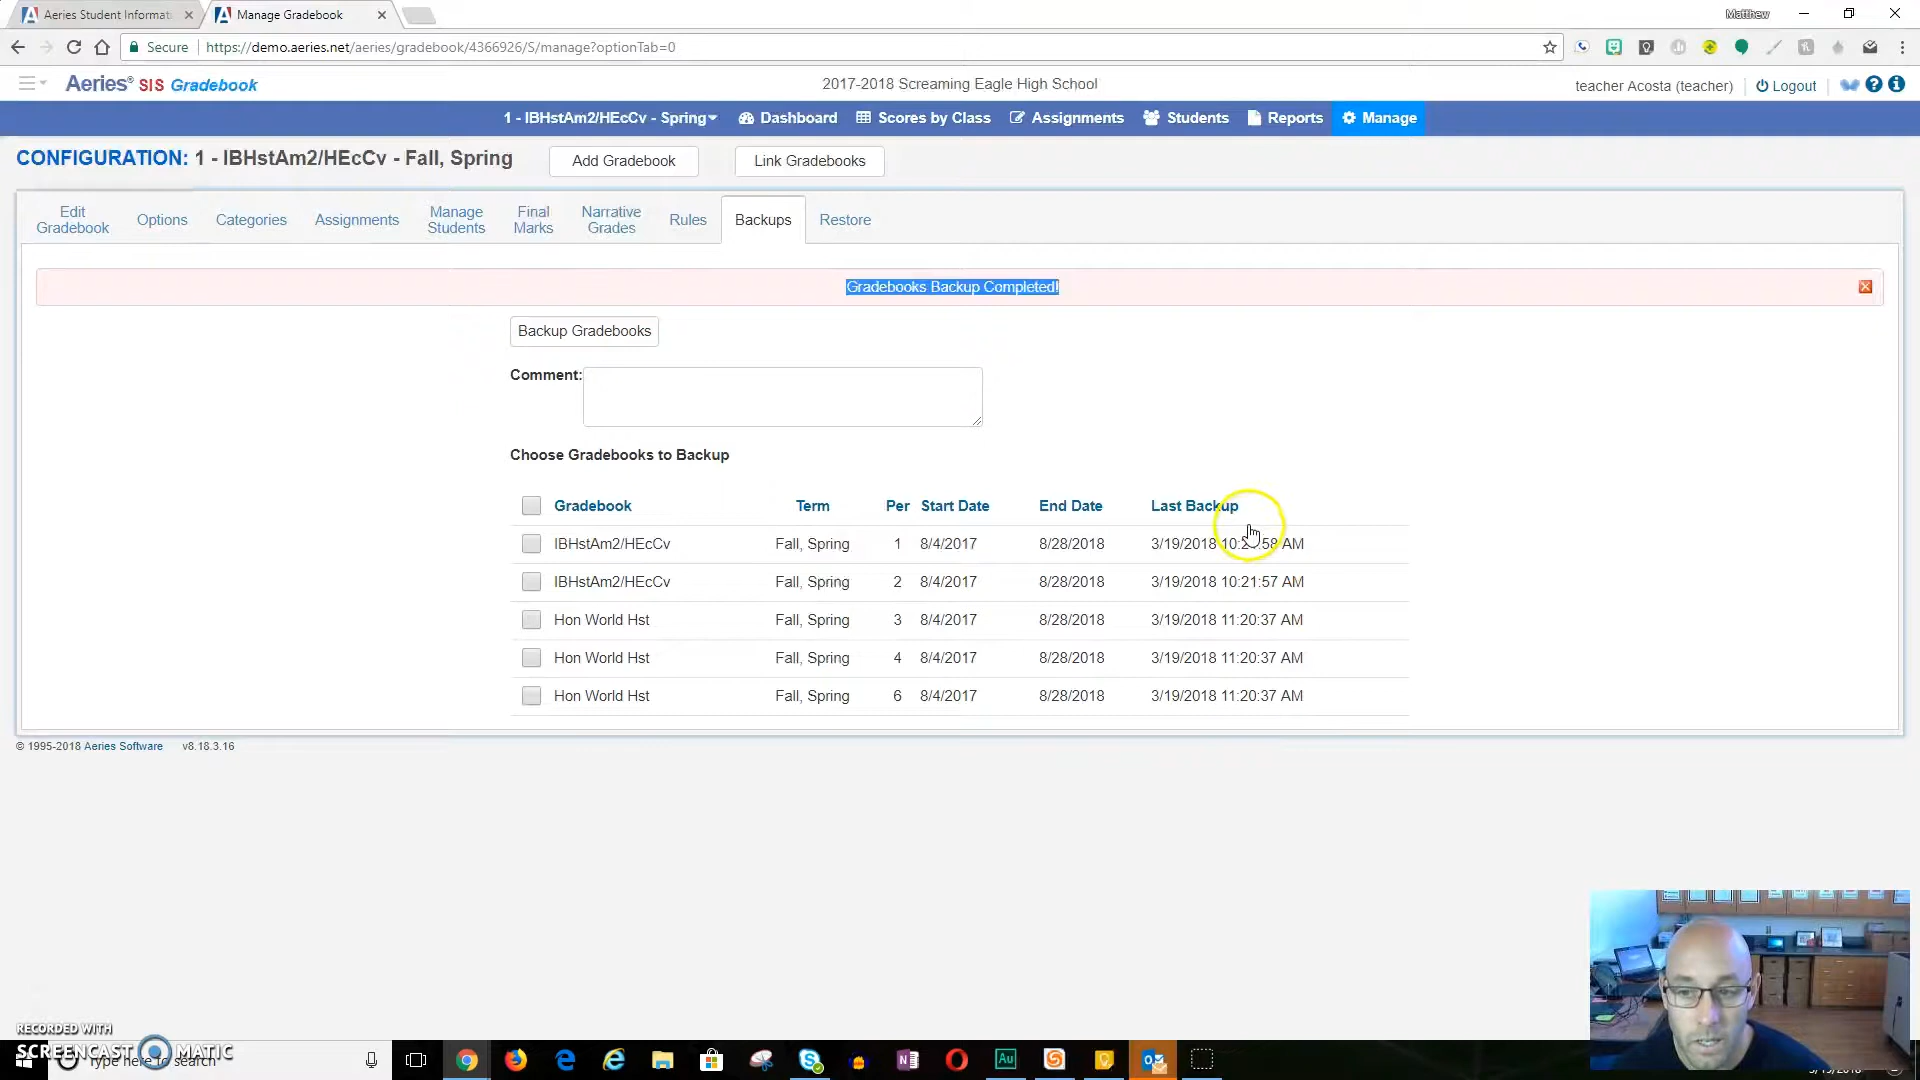 Aeries Student Informat
Manage Gradebook
Matthew
Secure https://demo.aeries.net/aeries/gradebook/4366926/S/manage?optionTab=0
Aeries® SIS Gradebook
2017-2018 Screaming Eagle High School
teacher Acosta (teacher) Logout
1 - IBHstAm2/HEcCv - Spring Dashboard Scores by Class Assignments Students Reports Manage
CONFIGURATION: 1 - IBHstAm2/HEcCv - Fall, Spring Add Gradebook Link Gradebooks
Edit Gradebook Options Categories Assignments Manage Students Final Marks Narrative Grades Rules Backups Restore
Gradebooks Backup Completed!
Backup Gradebooks
Comment:
Choose Gradebooks to Backup
Gradebook Term Per Start Date End Date Last Backup
IBHstAm2/HEcCv Fall, Spring 1 8/4/2017 8/28/2018 3/19/2018 AM
IBHstAm2/HEcCv Fall, Spring 2 8/4/2017 8/28/2018 3/19/2018 10:21:57 AM
Hon World Hst Fall, Spring 3 8/4/2017 8/28/2018 3/19/2018 11:20:37 AM
Hon World Hst Fall, Spring 4 8/4/2017 8/28/2018 3/19/2018 11:20:37 AM
Hon World Hst Fall, Spring 6 8/4/2017 8/28/2018 3/19/2018 11:20:37 AM
© 1995-2018 Aeries Software v8.18.3.16
RECORDED WITH
SCREENCAST MATIC
Type here to search